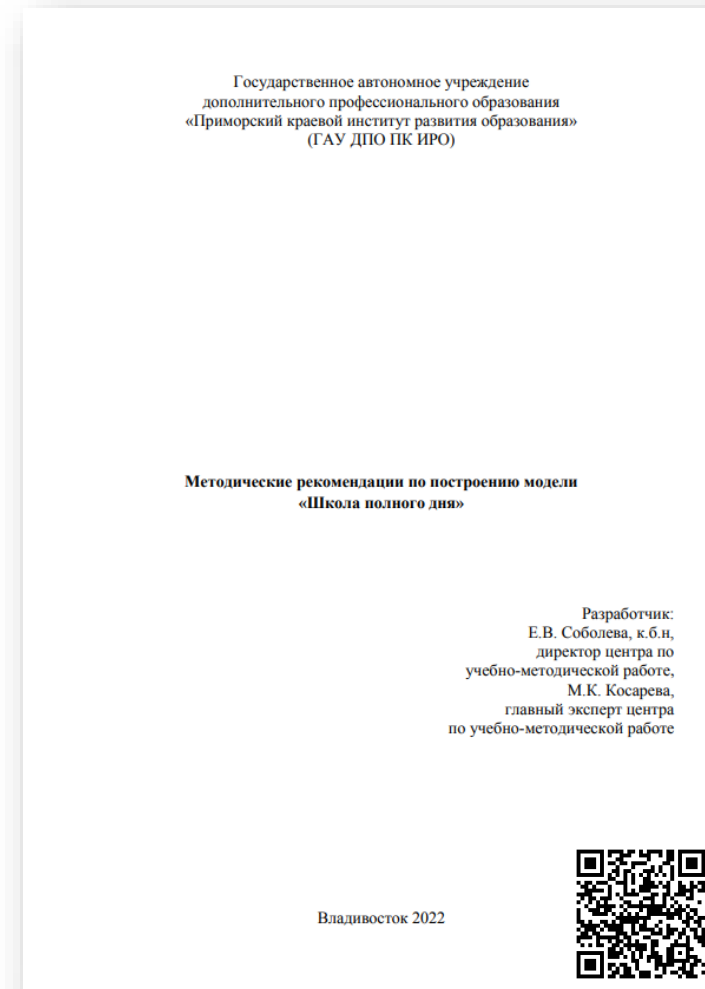 Государственное автономное учреждение
дополнительного профессионального образования
«Приморский краевой институт развития образования»
(ГАУ ДПО ПК ИРО)
Методические рекомендации по построению модели
«Школа полного дня»
Разработчик:
Е.В. Соболева, к.б.н,
директор центра по
учебно-методической работе,
М.К. Косарева,
главный эксперт центра
по учебно-методической работе
Владивосток 2022